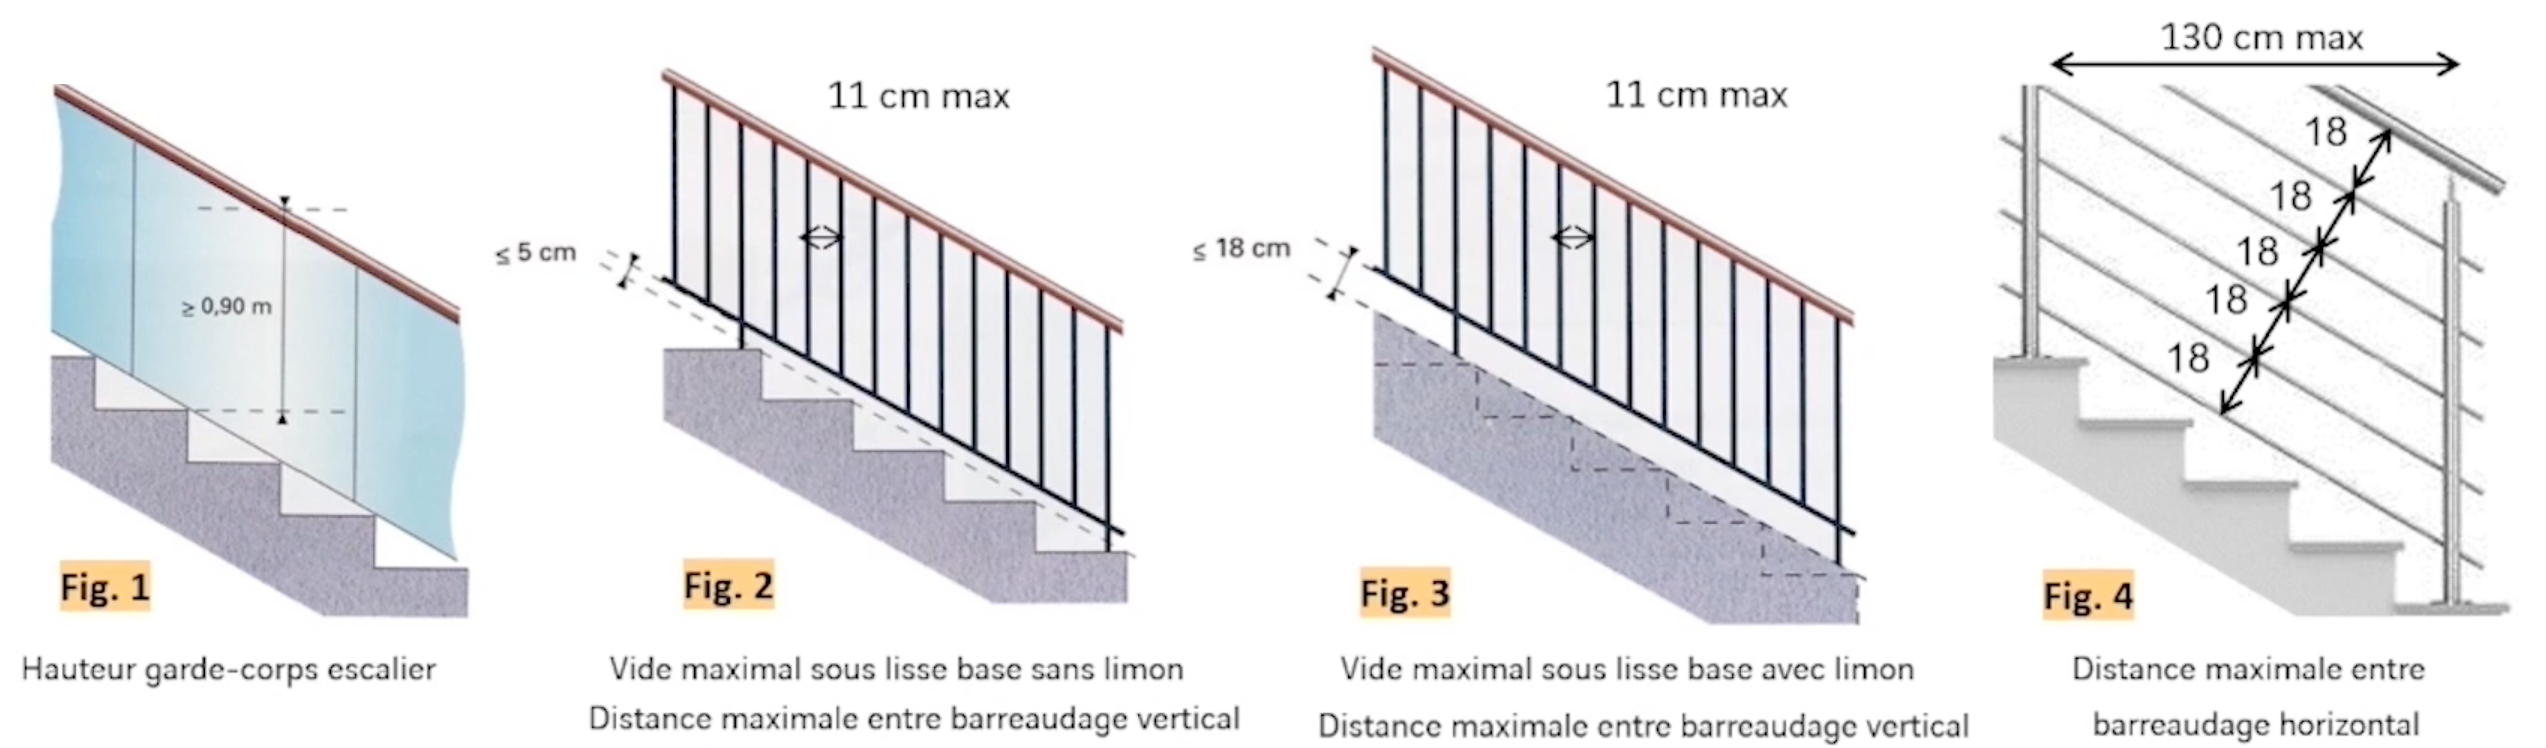 ≥ 0,90 m
Fig. 1
Hauteur garde-corps escalier
11 cm max
≤ 5 cm
Fig. 2
Vide maximal sous lisse base sans limon
Distance maximale entre barreaudage vertical
11 cm max
≤ 18 cm
Fig. 3
Vide maximal sous lisse base avec limon
Distance maximale entre barreaudage vertical
130 cm max
18
18
18
18
18
Fig. 4
Distance maximale entre
barreaudage horizontal